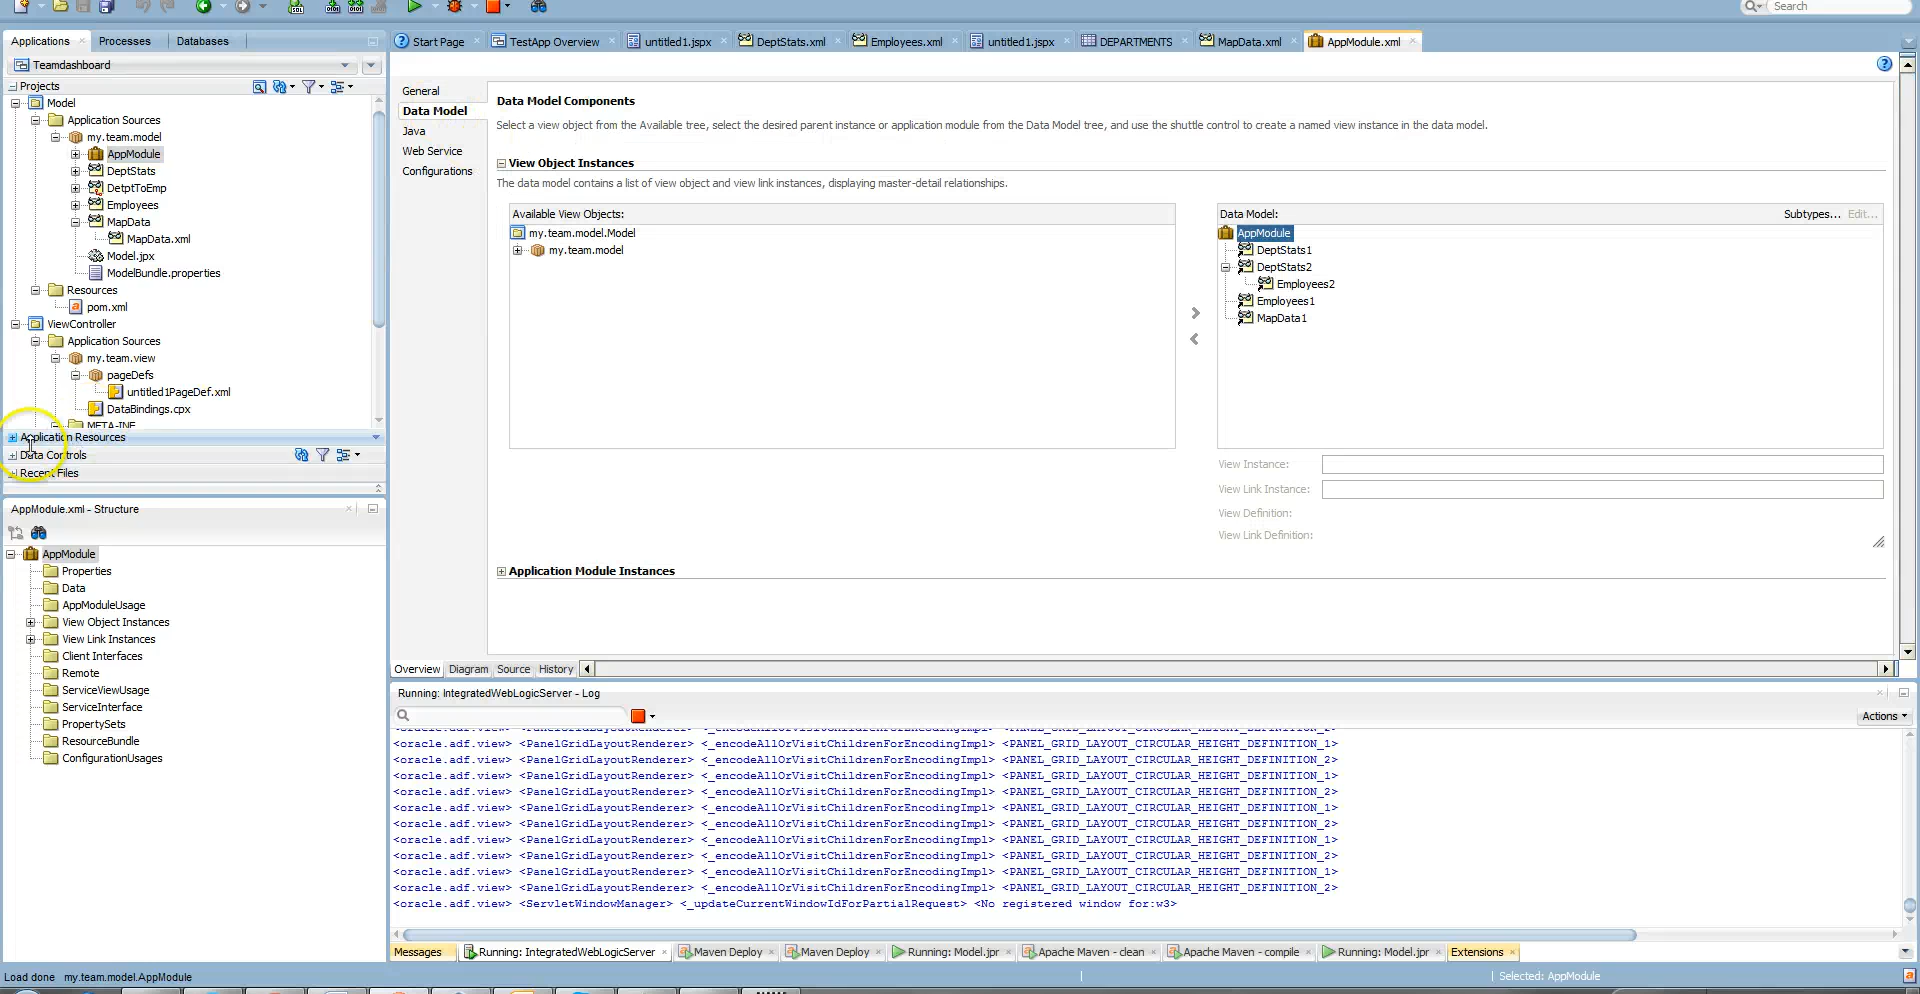 Search
Applications
Processes
Databases
Start Page
TestApp Overview
untitled1.jspx
DeptStats.xml
Employees.xml
untitled1.jspx
DEPARTMENTS
MapData.xml
AppModule.xml
Teamdashboard
Projects
Model
Application Sources
my.team.model
AppModule
DeptStats
DetptToEmp
Employees
MapData
MapData.xml
Model.jpx
ModelBundle.properties
Resources
pom.xml
ViewController
Application Sources
my.team.view
pageDefs
untitled1PageDef.xml
DataBindings.cpx
META-INF
Application Resources
Data Controls
Recent Files
AppModule.xml - Structure
AppModule
Properties
Data
AppModuleUsage
View Object Instances
View Link Instances
Client Interfaces
Remote
ServiceViewUsage
ServiceInterface
PropertySets
ResourceBundle
ConfigurationUsages
General
Data Model
Java
Web Service
Configurations
Data Model Components
Select a view object from the Available tree, select the desired parent instance or application module from the Data Model tree, and use the shuttle control to create a named view instance in the data model.
View Object Instances
The data model contains a list of view object and view link instances, displaying master-detail relationships.
Available View Objects:
my.team.model.Model
my.team.model
Data Model:
Subtypes... Edit...
AppModule
DeptStats1
DeptStats2
Employees2
Employees1
MapData1
View Instance:
View Link Instance:
View Definition:
View Link Definition:
Application Module Instances
Overview Diagram Source History
Running: IntegratedWebLogicServer - Log
Actions
<oracle.adf.view> <PanelGridLayoutRenderer> <_encodeAllOrVisitChildrenForEncodingImpl> <PANEL_GRID_LAYOUT_CIRCULAR_HEIGHT_DEFINITION_2>
<oracle.adf.view> <PanelGridLayoutRenderer> <_encodeAllOrVisitChildrenForEncodingImpl> <PANEL_GRID_LAYOUT_CIRCULAR_HEIGHT_DEFINITION_1>
<oracle.adf.view> <PanelGridLayoutRenderer> <_encodeAllOrVisitChildrenForEncodingImpl> <PANEL_GRID_LAYOUT_CIRCULAR_HEIGHT_DEFINITION_2>
<oracle.adf.view> <PanelGridLayoutRenderer> <_encodeAllOrVisitChildrenForEncodingImpl> <PANEL_GRID_LAYOUT_CIRCULAR_HEIGHT_DEFINITION_1>
<oracle.adf.view> <PanelGridLayoutRenderer> <_encodeAllOrVisitChildrenForEncodingImpl> <PANEL_GRID_LAYOUT_CIRCULAR_HEIGHT_DEFINITION_2>
<oracle.adf.view> <PanelGridLayoutRenderer> <_encodeAllOrVisitChildrenForEncodingImpl> <PANEL_GRID_LAYOUT_CIRCULAR_HEIGHT_DEFINITION_1>
<oracle.adf.view> <PanelGridLayoutRenderer> <_encodeAllOrVisitChildrenForEncodingImpl> <PANEL_GRID_LAYOUT_CIRCULAR_HEIGHT_DEFINITION_2>
<oracle.adf.view> <PanelGridLayoutRenderer> <_encodeAllOrVisitChildrenForEncodingImpl> <PANEL_GRID_LAYOUT_CIRCULAR_HEIGHT_DEFINITION_1>
<oracle.adf.view> <PanelGridLayoutRenderer> <_encodeAllOrVisitChildrenForEncodingImpl> <PANEL_GRID_LAYOUT_CIRCULAR_HEIGHT_DEFINITION_2>
<oracle.adf.view> <PanelGridLayoutRenderer> <_encodeAllOrVisitChildrenForEncodingImpl> <PANEL_GRID_LAYOUT_CIRCULAR_HEIGHT_DEFINITION_1>
<oracle.adf.view> <PanelGridLayoutRenderer> <_encodeAllOrVisitChildrenForEncodingImpl> <PANEL_GRID_LAYOUT_CIRCULAR_HEIGHT_DEFINITION_2>
<oracle.adf.view> <ServletWindowManager> <_updateCurrentWindowIdForPartialRequest> <No registered window for:w3>
Messages
Running: IntegratedWebLogicServer
Maven Deploy
Maven Deploy
Running: Model.jpr
Apache Maven - clean
Apache Maven - compile
Running: Model.jpr
Extensions
Load done my.team.model.AppModule
Selected: AppModule